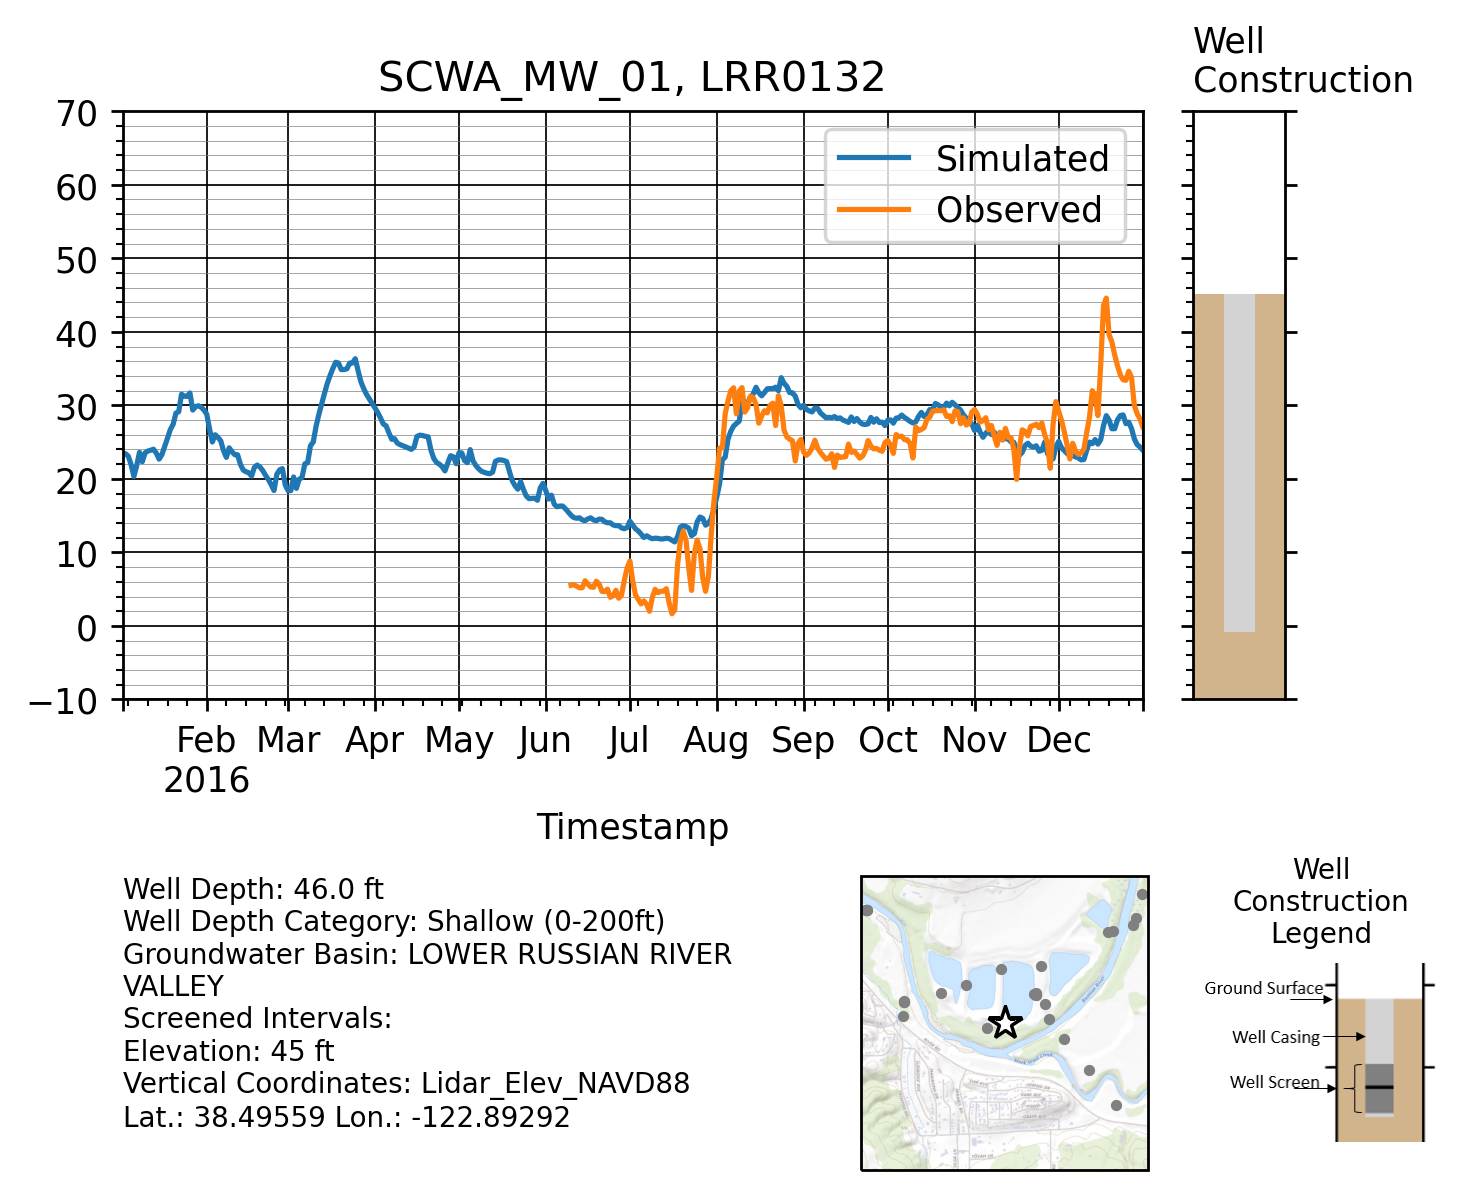 Well
Construction
SCWA_MW_01, LRR0132
70
60
50
40
30
20
10
0
−10
Simulated
Observed
Feb Mar Apr May Jun Jul Aug Sep Oct Nov Dec
2016
Timestamp
Well Depth: 46.0 ft
Well Depth Category: Shallow (0-200ft)
Groundwater Basin: LOWER RUSSIAN RIVER
VALLEY
Screened Intervals:
Elevation: 45 ft
Vertical Coordinates: Lidar_Elev_NAVD88
Lat.: 38.49559 Lon.: -122.89292
Well
Construction
Legend
Ground Surface
Well Casing
Well Screen